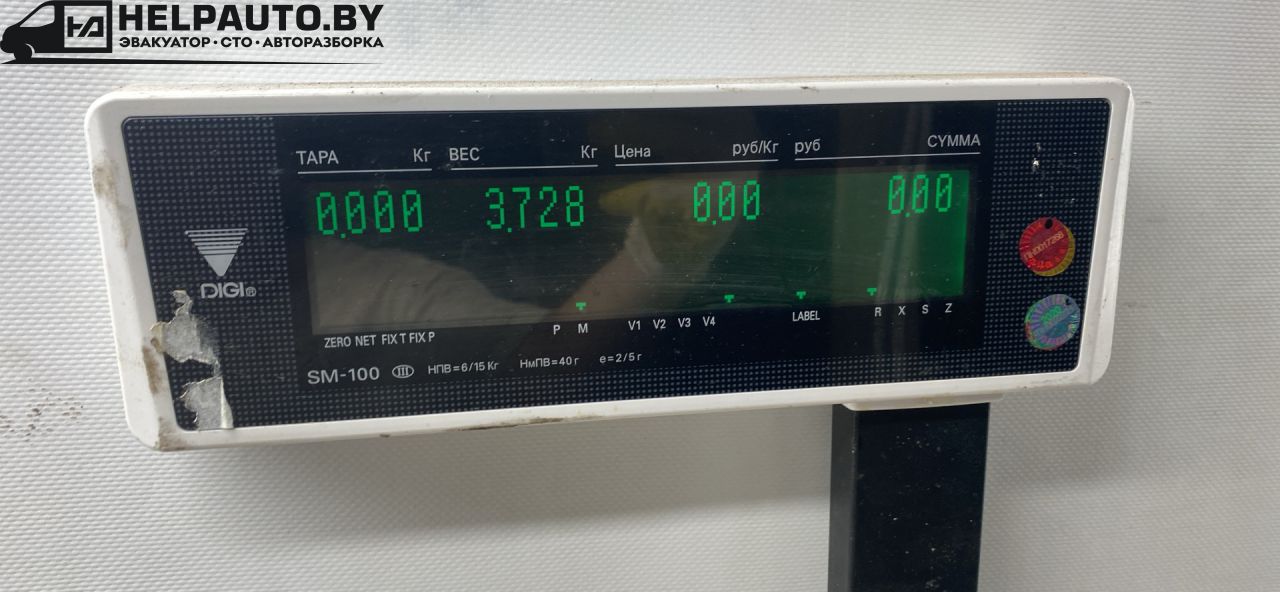 HELPAUTO.BY
ЭВАКУАТОР·СТО·АВТОРАЗБОРКА
ТАРА Кг ВЕС Кг Цена руб/Кг руб СУММА
0.000 3.728 0.00 0.00
DIGI®
ZERO NET FIX T FIX P P M V1 V2 V3 V4 LABEL R X S Z
SM-100 III НПВ=6/15 Кг НмПВ=40 г e=2/5 г